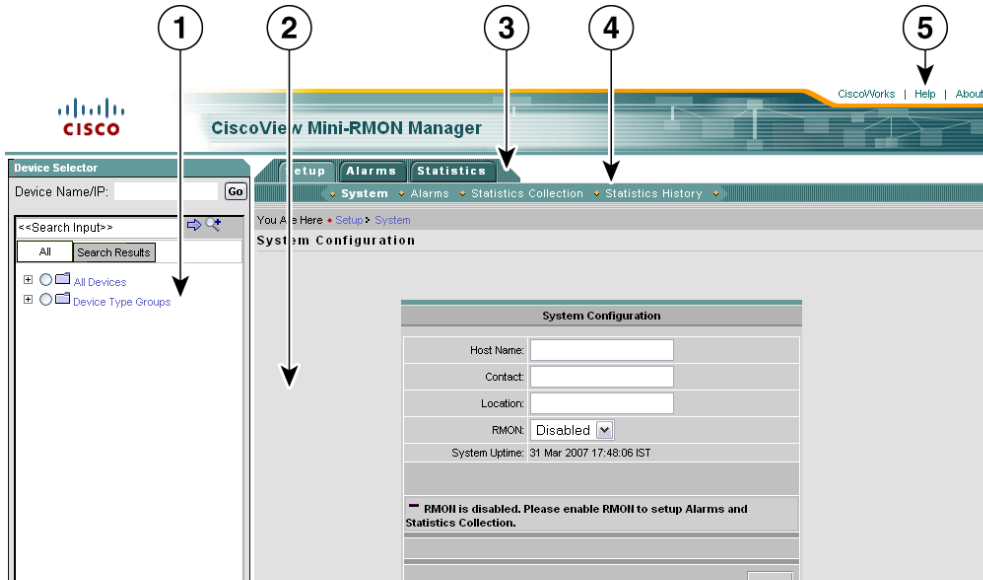 1 2 3 4 5
CiscoWorks | Help | About
CISCO
CiscoView Mini-RMON Manager
Device Selector
Setup Alarms Statistics
Device Name/IP: Go
System Alarms Statistics Collection Statistics History
<<Search Input>>
You Are Here Setup System
System Configuration
All Search Results
All Devices
Device Type Groups
System Configuration
Host Name:
Contact:
Location:
RMON: Disabled
System Uptime: 31 Mar 2007 17:48:06 IST
RMON is disabled. Please enable RMON to setup Alarms and
Statistics Collection.